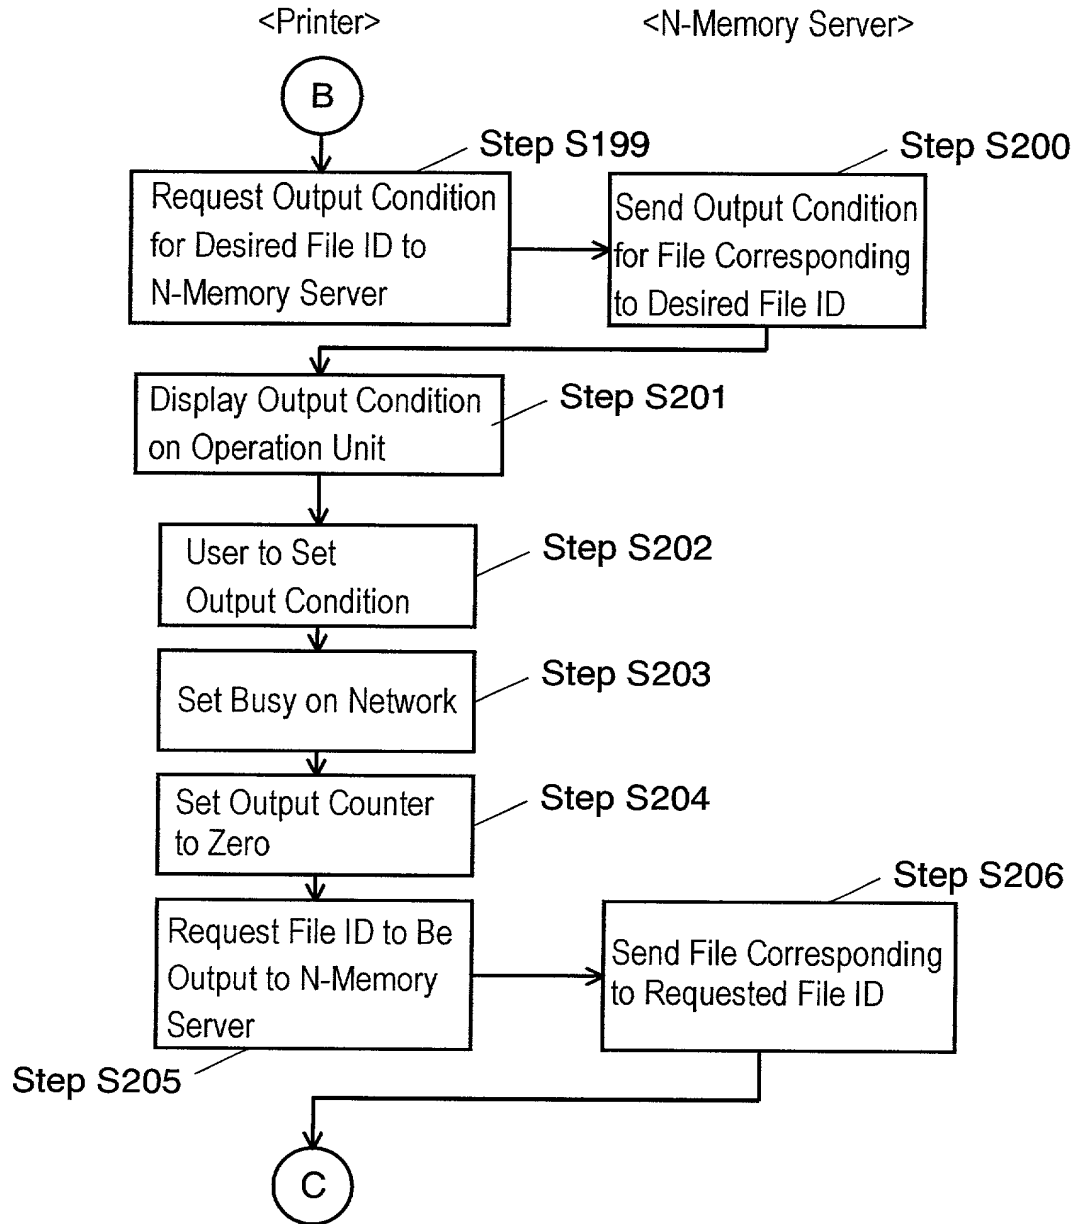 <Printer>
<N-Memory Server>
B
Step S199
Step S200
Request Output Condition
for Desired File ID to
N-Memory Server
Send Output Condition
for File Corresponding
to Desired File ID
Display Output Condition
on Operation Unit
Step S201
User to Set
Output Condition
Step S202
Set Busy on Network
Step S203
Set Output Counter
to Zero
Step S204
Step S206
Request File ID to Be
Output to N-Memory
Server
Send File Corresponding
to Requested File ID
Step S205
C